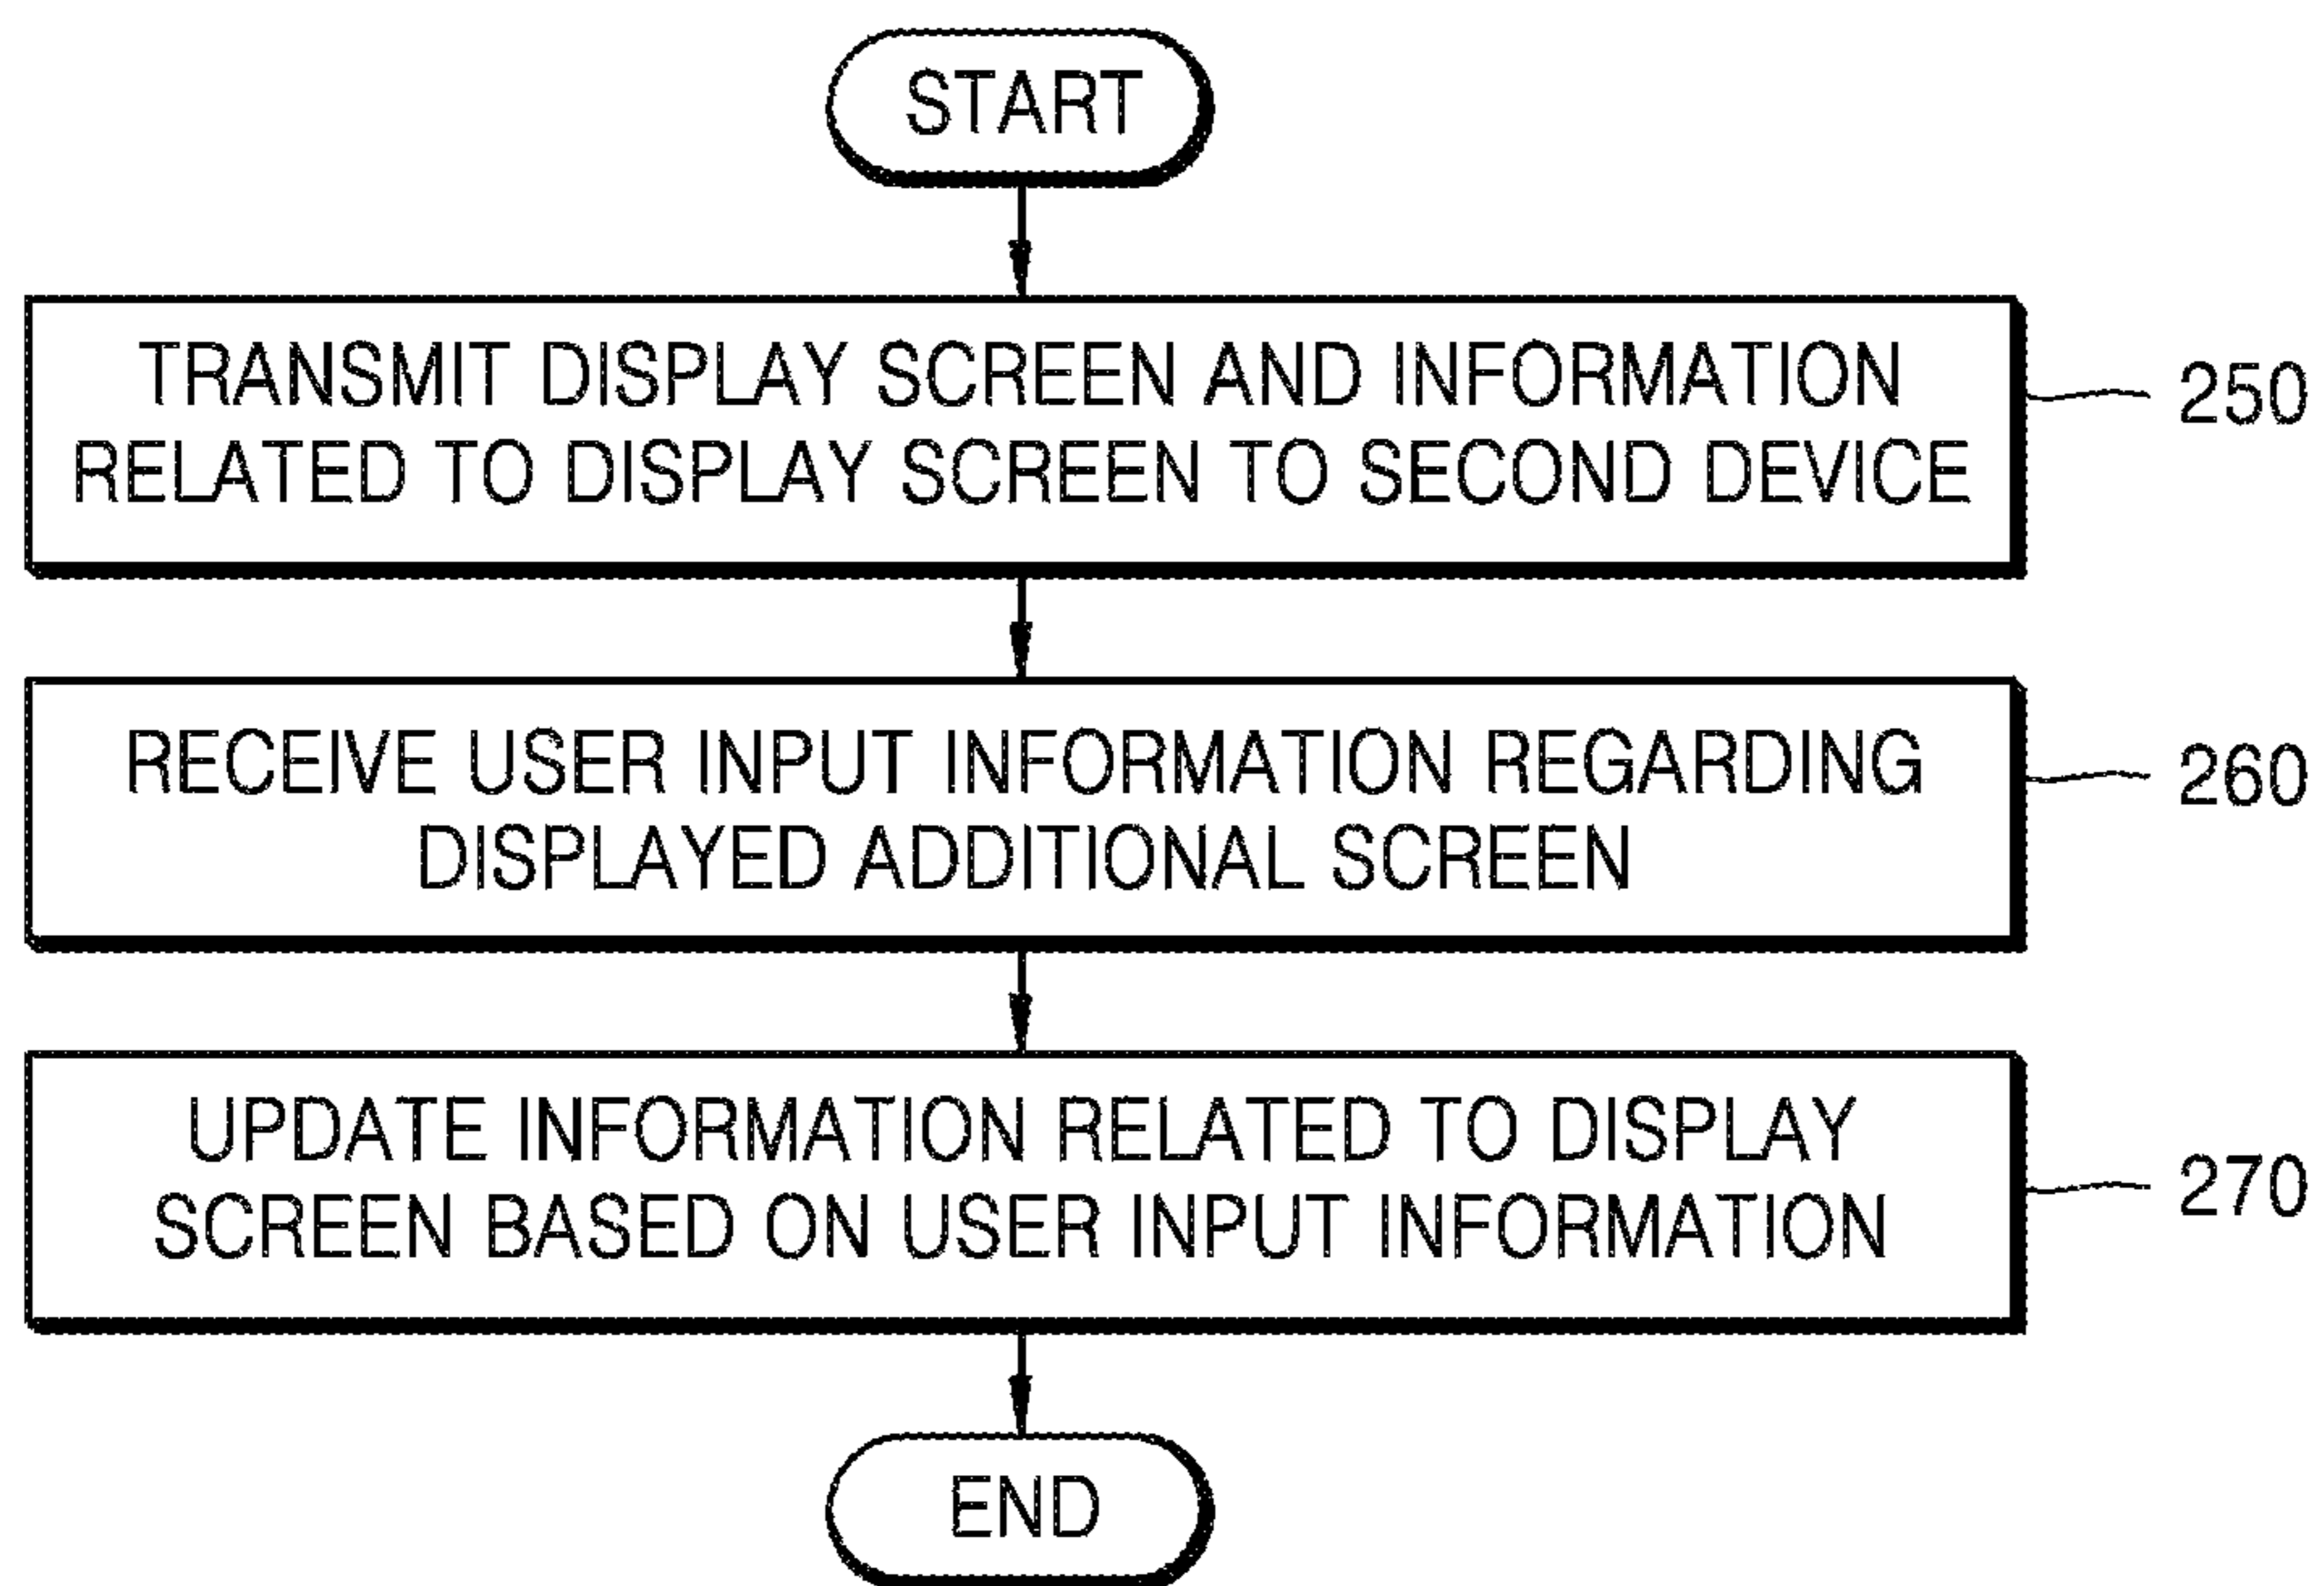 START
TRANSMIT DISPLAY SCREEN AND INFORMATION
RELATED TO DISPLAY SCREEN TO SECOND DEVICE
250
RECEIVE USER INPUT INFORMATION REGARDING
DISPLAYED ADDITIONAL SCREEN
260
UPDATE INFORMATION RELATED TO DISPLAY
SCREEN BASED ON USER INPUT INFORMATION
270
END